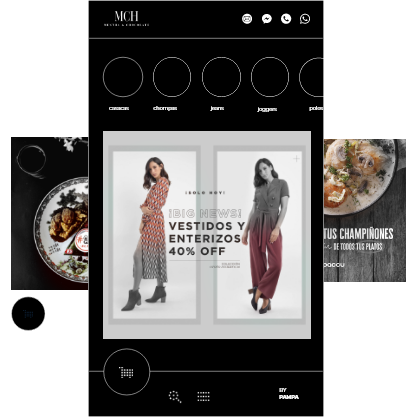 MCH
casacas
chompas
jeans
joggers
polos
¡SOLO HOY!
¡BIG NEWS!
VESTIDOS Y
ENTERIZOS
40% OFF
TUS CHAMPIÑONES
DE TODOS TUS PLATOS
BY
PAMPA